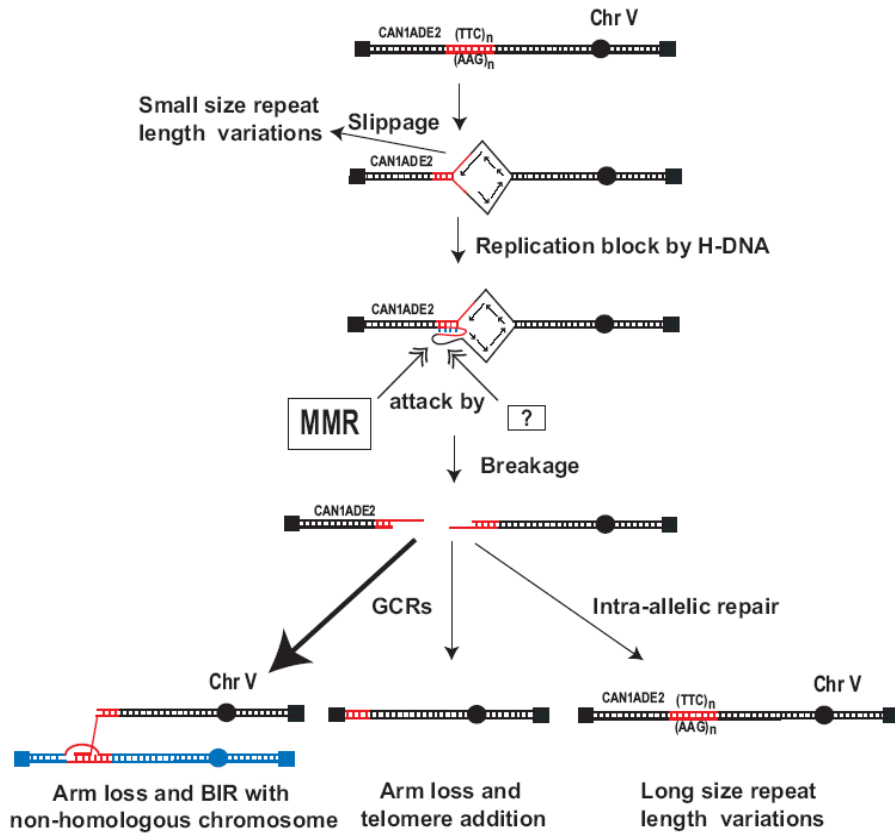 Chr V
CAN1ADE2 (TTC)n
(AAG)n
Small size repeat
length variations
Slippage
CAN1ADE2
Replication block by H-DNA
CAN1ADE2
MMR
attack by
?
Breakage
CAN1ADE2
GCRs
Intra-allelic repair
Chr V
Chr V
CAN1ADE2 (TTC)n
(AAG)n
Arm loss and BIR with
non-homologous chromosome
Arm loss and
telomere addition
Long size repeat
length variations